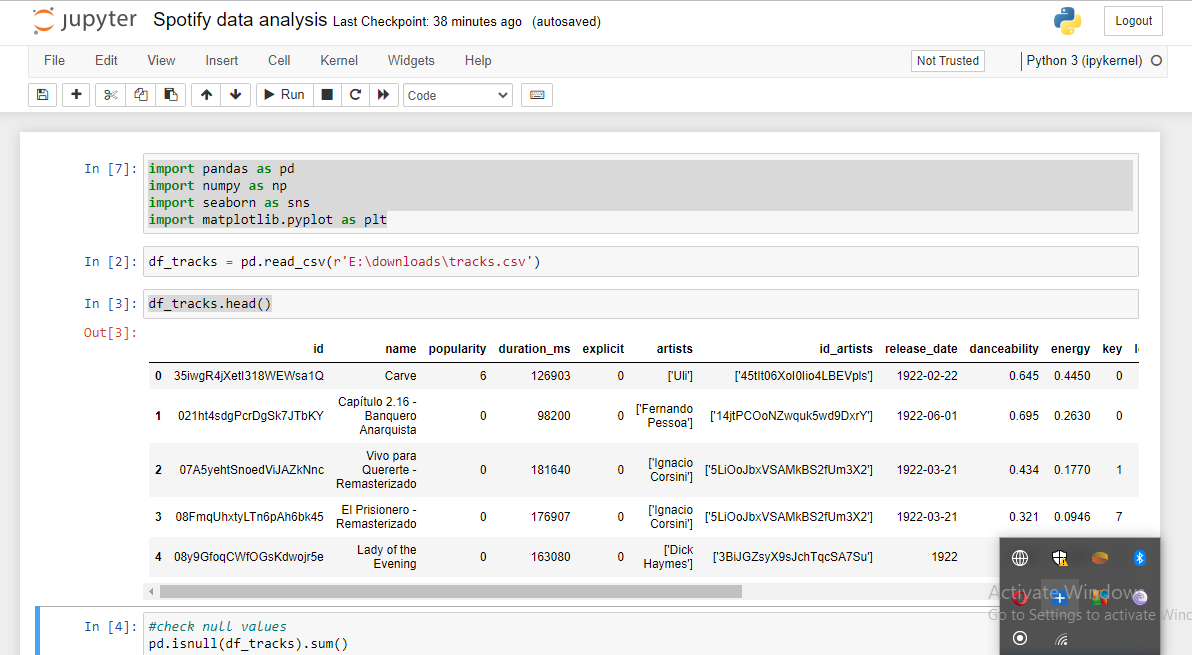 jupyter Spotify data analysis Last Checkpoint: 38 minutes ago (autosaved)
Logout
File Edit View Insert Cell Kernel Widgets Help
Not Trusted
Python 3 (ipykernel)
Run
Code
In [7]:
import pandas as pd
import numpy as np
import seaborn as sns
import matplotlib.pyplot as plt
In [2]: df_tracks = pd.read_csv(r'E:\downloads\tracks.csv')
In [3]: df_tracks.head()
Out[3]:
id name popularity duration_ms explicit artists id_artists release_date danceability energy key
0 35iwgR4jXetI318WEWsa1Q Carve 6 126903 0 ['Uli'] ['45tIt06XoI0Iio4LBEVpls'] 1922-02-22 0.645 0.4450 0
1 021ht4sdgPcrDgSk7JTbKY Capítulo 2.16 - Banquero Anarquista 0 98200 0 ['Fernando Pessoa'] ['14jtPCOoNZwquk5wd9DxrY'] 1922-06-01 0.695 0.2630 0
2 07A5yehtSnoedViJAZkNnc Vivo para Quererte - Remasterizado 0 181640 0 ['Ignacio Corsini'] ['5LiOoJbxVSAMkBS2fUm3X2'] 1922-03-21 0.434 0.1770 1
3 08FmqUhxtyLTn6pAh6bk45 El Prisionero - Remasterizado 0 176907 0 ['Ignacio Corsini'] ['5LiOoJbxVSAMkBS2fUm3X2'] 1922-03-21 0.321 0.0946 7
4 08y9GfoqCWfOGsKdwojr5e Lady of the Evening 0 163080 0 ['Dick Haymes'] ['3BiJGZsyX9sJchTqcSA7Su'] 1922
Activate Windows
Go to Settings to activate
In [4]: #check null values
pd.isnull(df_tracks).sum()